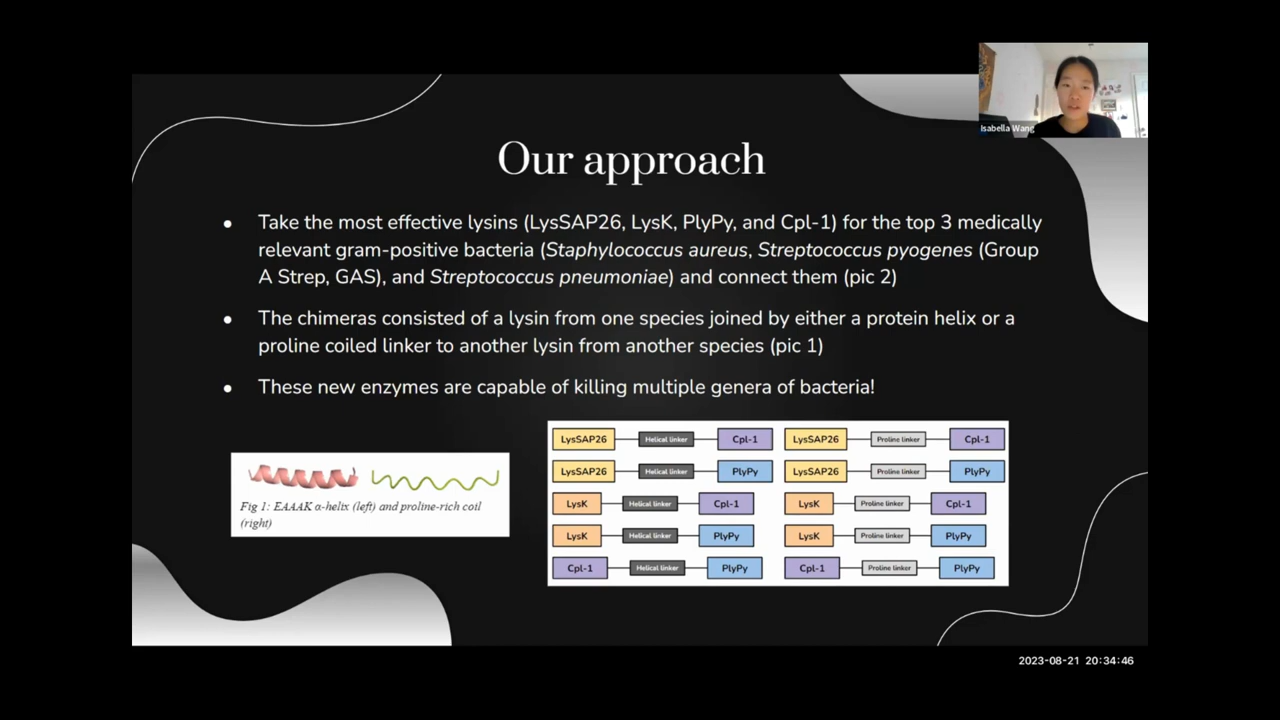 Isabella Wang
Our approach
● Take the most effective lysins (LysSAP26, LysK, PlyPy, and Cpl-1) for the top 3 medically
relevant gram-positive bacteria (Staphylococcus aureus, Streptococcus pyogenes (Group
A Strep, GAS), and Streptococcus pneumoniae) and connect them (pic 2)
● The chimeras consisted of a lysin from one species joined by either a protein helix or a
proline coiled linker to another lysin from another species (pic 1)
● These new enzymes are capable of killing multiple genera of bacteria!
Fig 1: EAAAK α-helix (left) and proline-rich coil
(right)
LysSAP26 Helical linker Cpl-1 LysSAP26 Proline linker Cpl-1
LysSAP26 Helical linker PlyPy LysSAP26 Proline linker PlyPy
LysK Helical linker Cpl-1 LysK Proline linker Cpl-1
LysK Helical linker PlyPy LysK Proline linker PlyPy
Cpl-1 Helical linker PlyPy Cpl-1 Proline linker PlyPy
2023-08-21 20:34:46